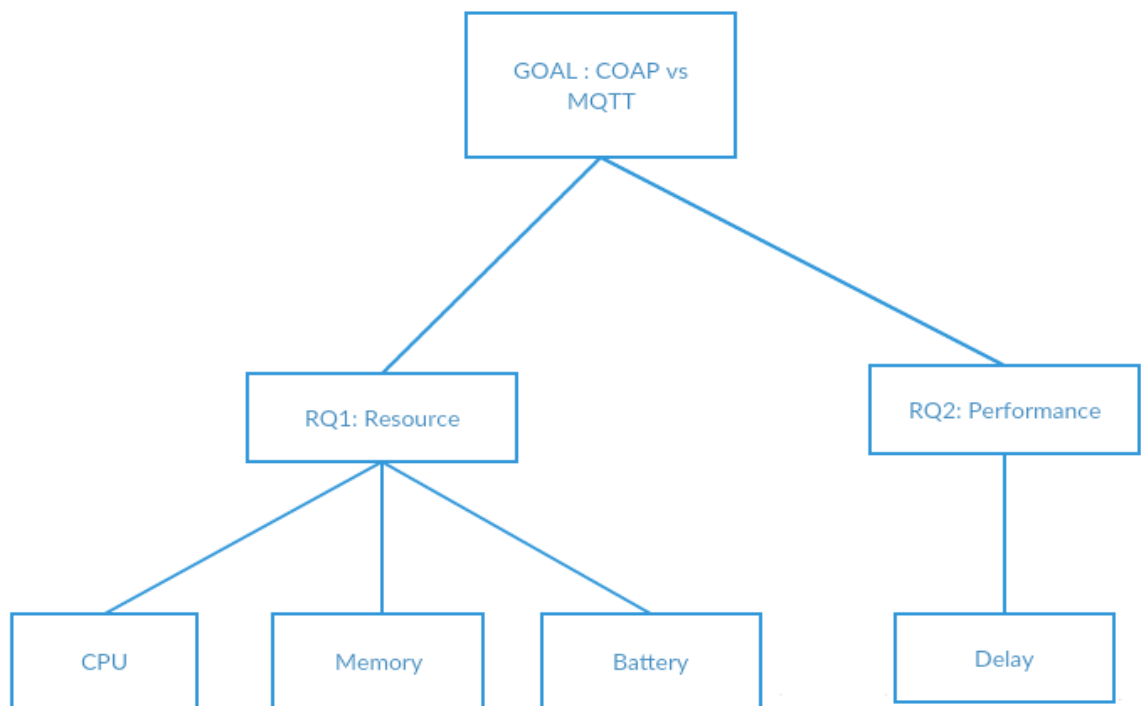 GOAL : COAP vs
MQTT
RQ1: Resource
RQ2: Performance
CPU
Memory
Battery
Delay